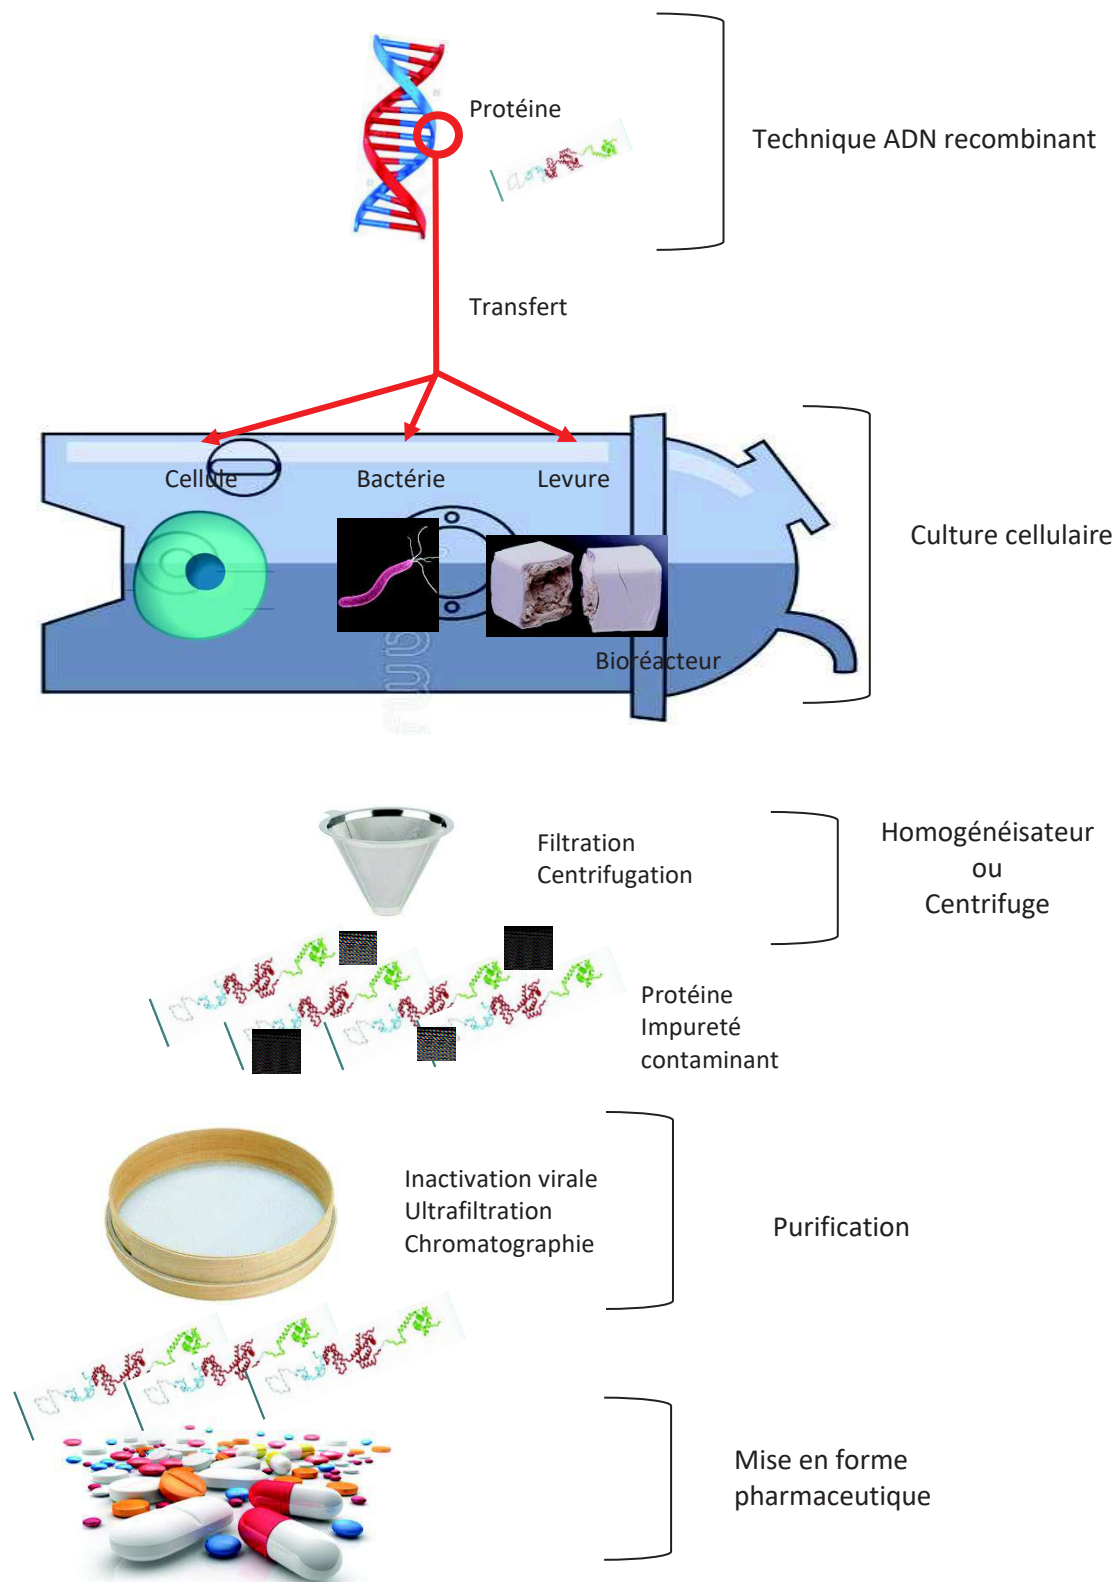 Protéine
Technique ADN recombinant
Transfert
Cellule
Bactérie
Levure
Culture cellulaire
Bioréacteur
Filtration
Centrifugation
Homogénéisateur
ou
Centrifuge
Protéine
Impureté
contaminant
Inactivation virale
Ultrafiltration
Chromatographie
Purification
Mise en forme
pharmaceutique